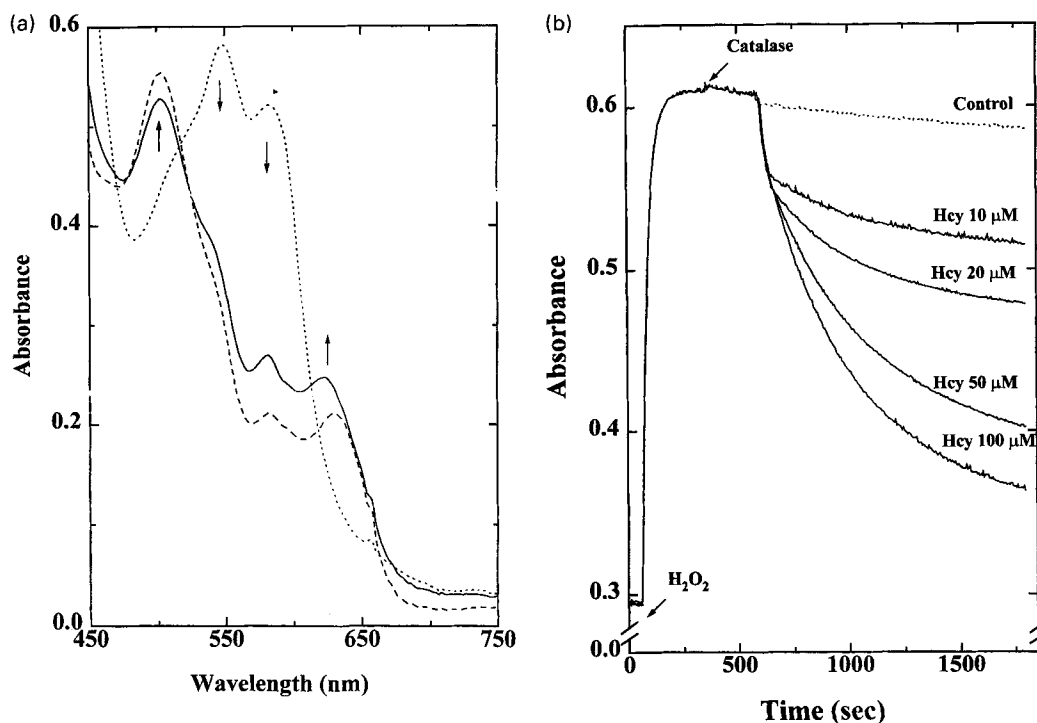 (a)
0.6
0.4
0.2
0.0
450
550
650
750
Absorbance
Wavelength (nm)
(b)
Catalase
Control
0.6
Hcy 10 μM
Hcy 20 μM
0.5
Hcy 50 μM
0.4
Hcy 100 μM
0.3
H₂O₂
0.0
0
500
1000
1500
Absorbance
Time (sec)